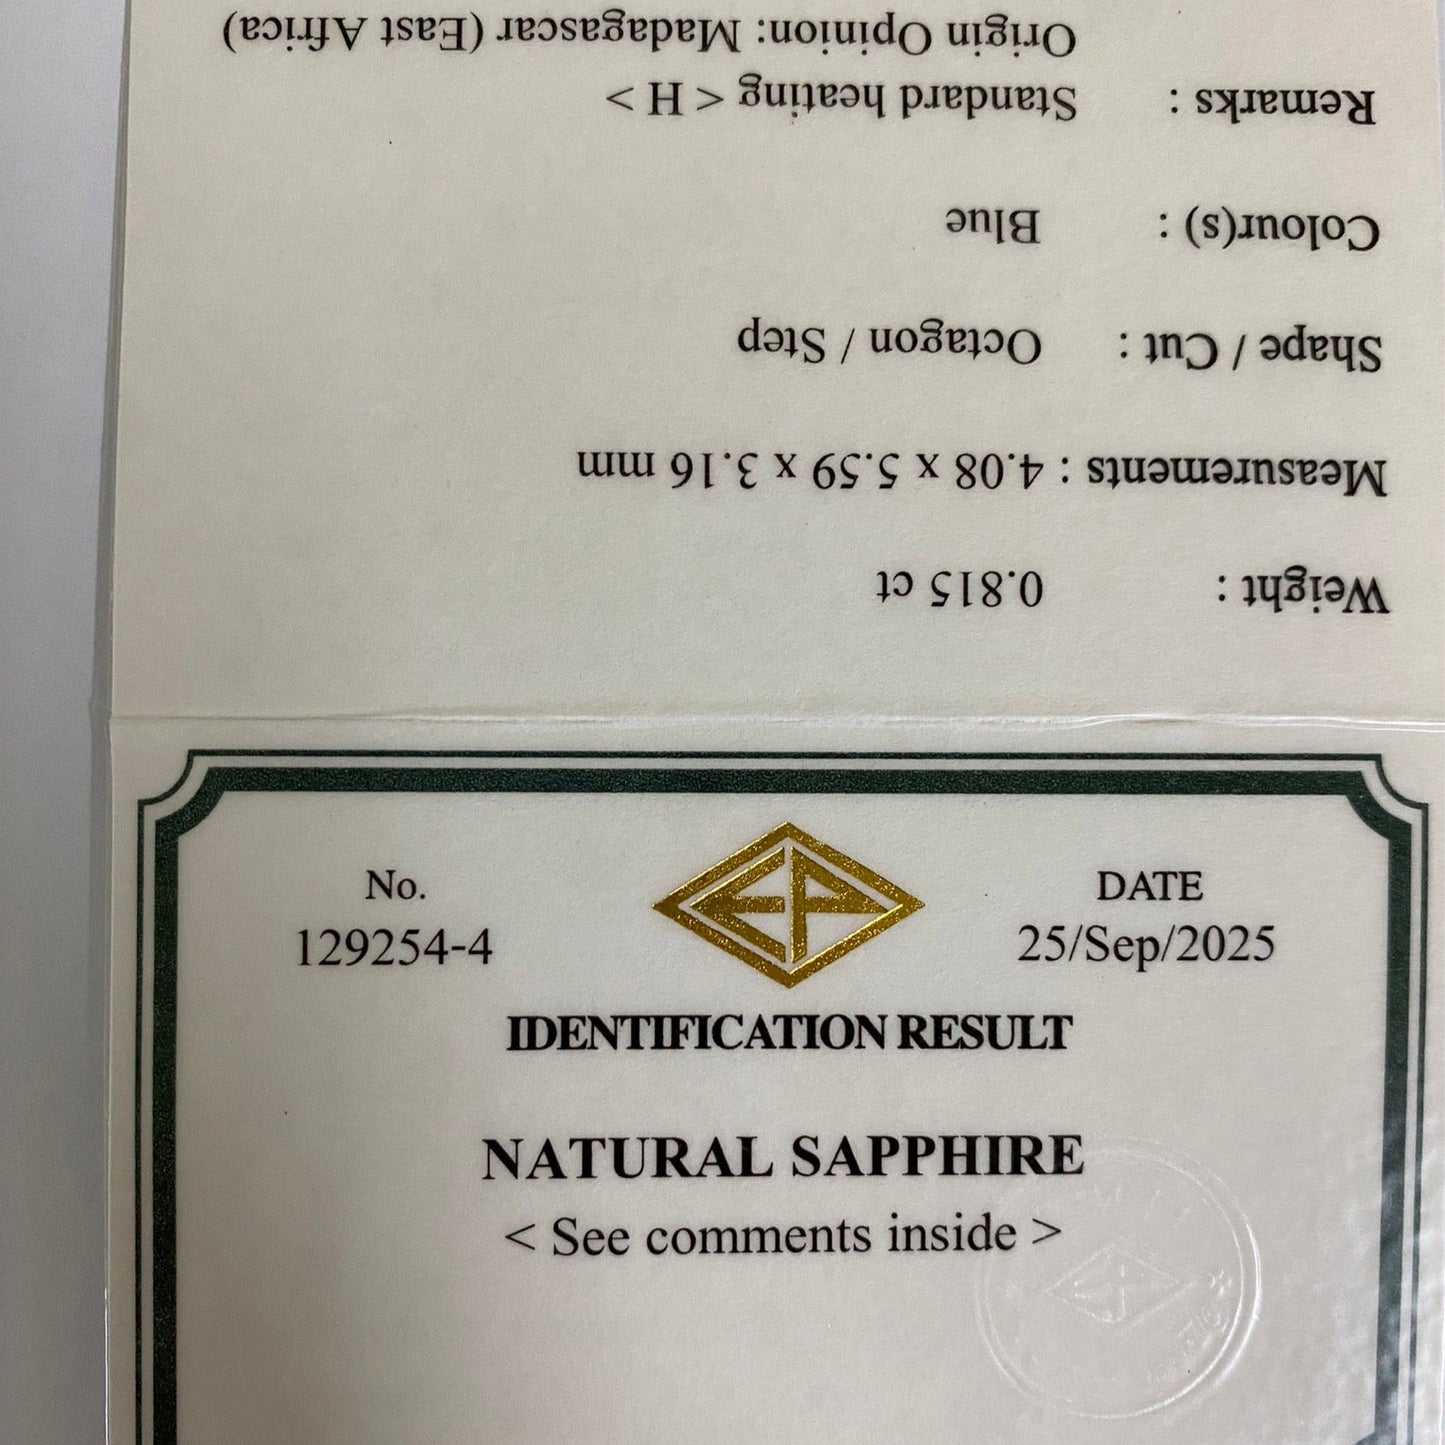 Weight : 0.815 ct
Measurements : 4.08 x 5.59 x 3.16 mm
Shape / Cut : Octagon / Step
Colour(s) : Blue
Remarks : Standard heating < H >
Origin Opinion: Madagascar (East Africa)
No.
129254-4
DATE
25/Sep/2025
IDENTIFICATION RESULT
NATURAL SAPPHIRE
< See comments inside >